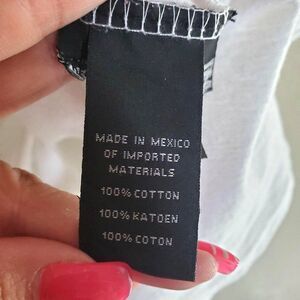 MADE IN MEXICO
OF IMPORTED
MATERIALS
100% COTTON
100% KATOEN
100% COTON